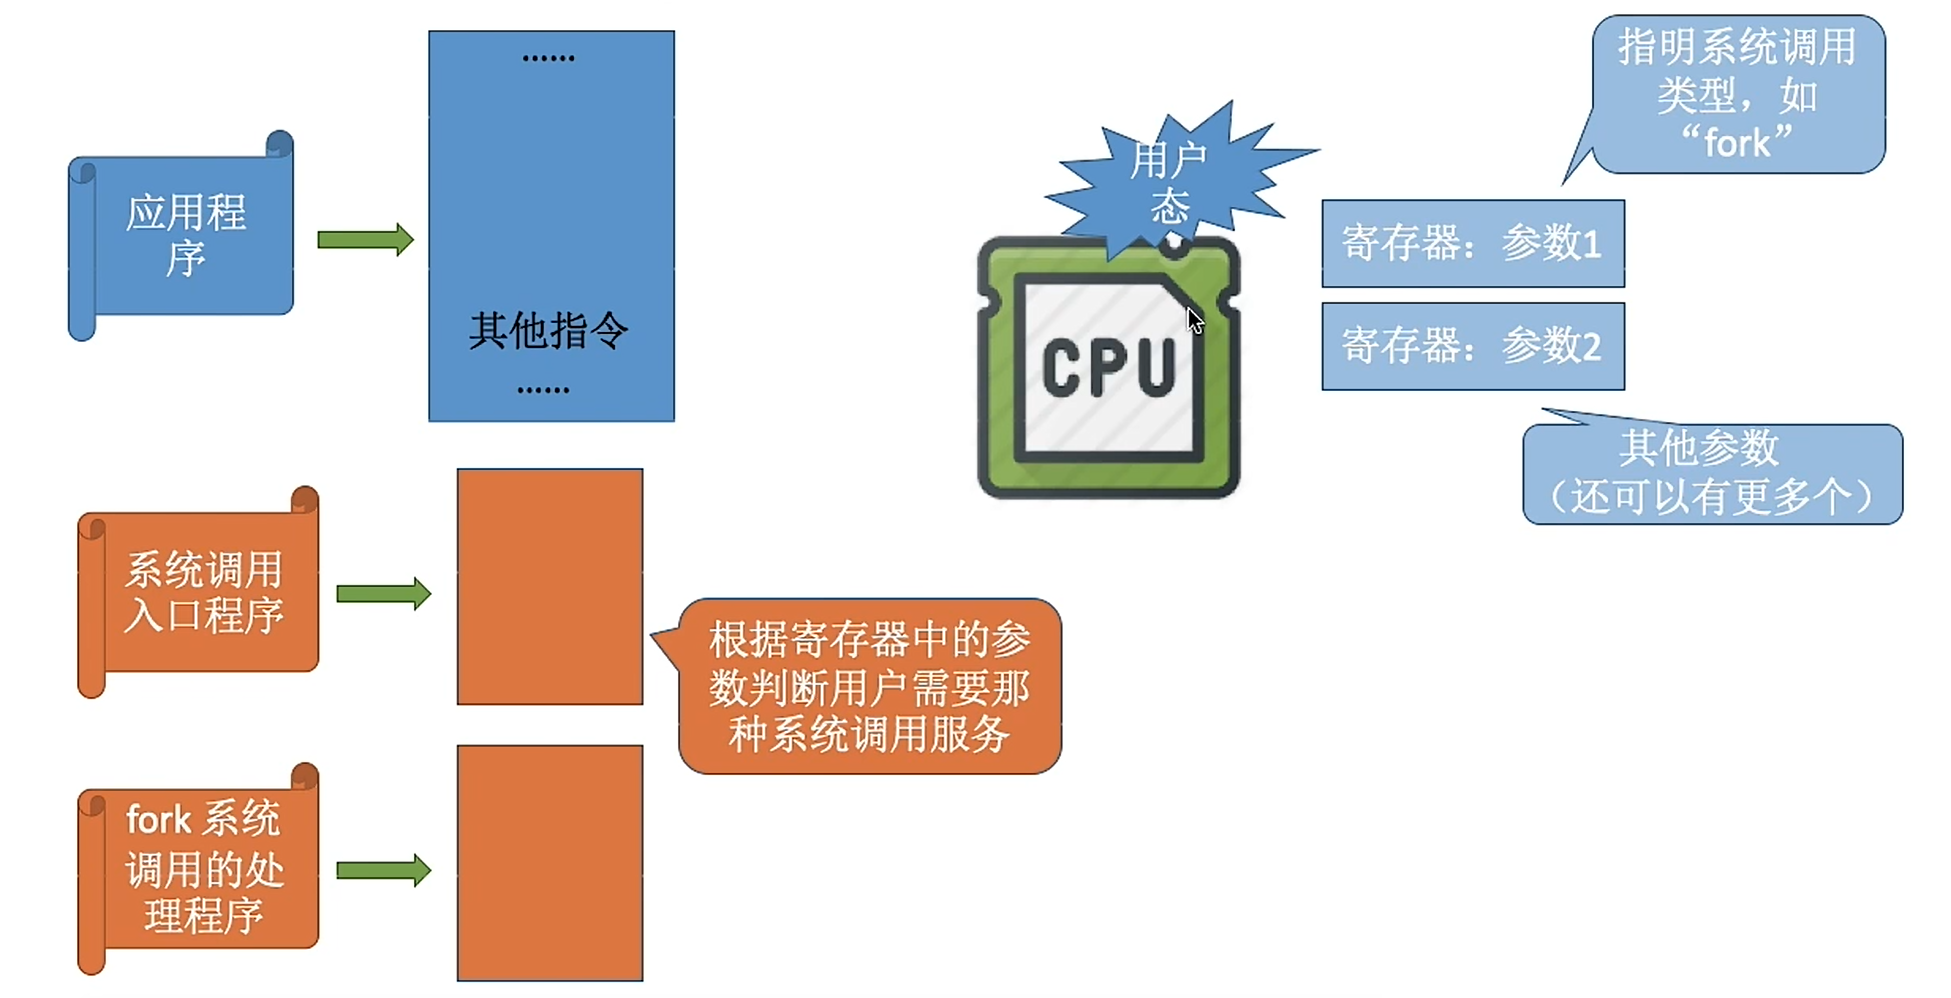 ......
应用程
序
其他指令
......
用户
态
CPU
指明系统调用
类型，如
“fork”
寄存器：参数1
寄存器：参数2
其他参数
（还可以有更多个）
系统调用
入口程序
根据寄存器中的参
数判断用户需要那
种系统调用服务
fork 系统
调用的处
理程序